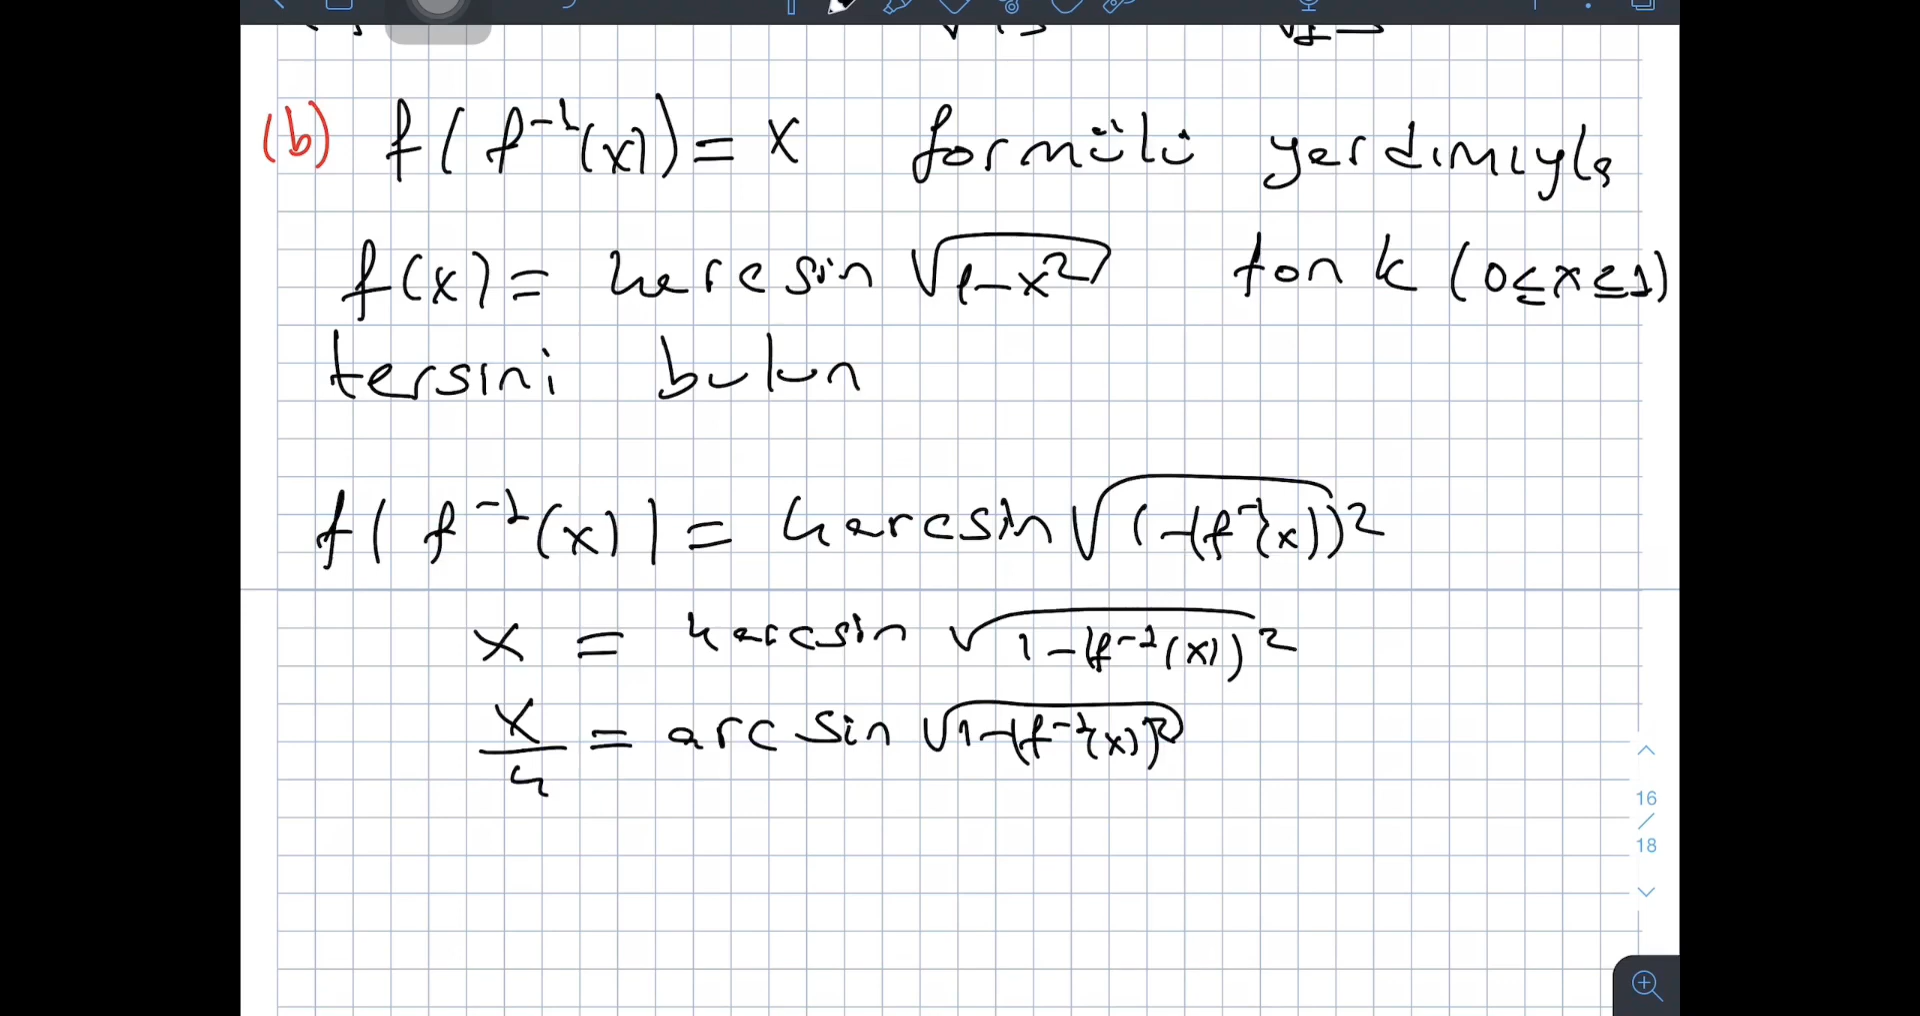 (b) f(f⁻¹(x)) = x formülü yardımıyla
f(x) = 4arcsin √(1-x²) fonk (0≤x≤1)
tersini bulun
f(f⁻¹(x)) = 4arcsin √(1-(f⁻¹(x))²)
x = 4arcsin √(1-(f⁻¹(x))²)
x/4 = arcsin √(1-(f⁻¹(x))²)
16
/
18